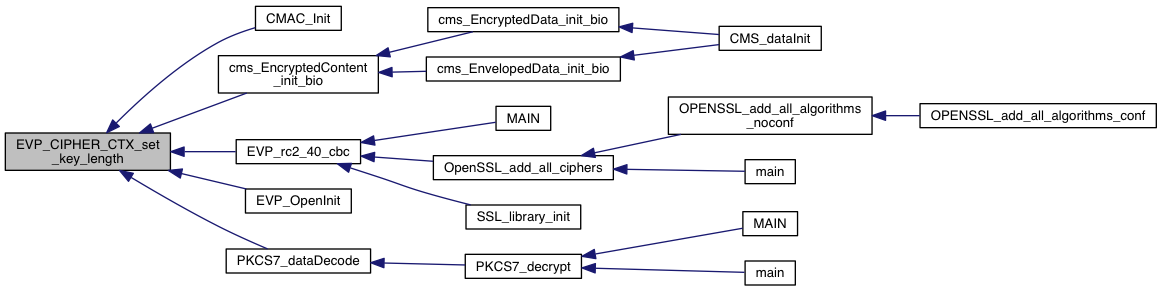 CMAC_Init
cms_EncryptedData_init_bio
CMS_dataInit
cms_EncryptedContent
_init_bio
cms_EnvelopedData_init_bio
OPENSSL_add_all_algorithms
_noconf
OPENSSL_add_all_algorithms_conf
MAIN
EVP_CIPHER_CTX_set
_key_length
EVP_rc2_40_cbc
OpenSSL_add_all_ciphers
main
EVP_OpenInit
SSL_library_init
MAIN
PKCS7_dataDecode
PKCS7_decrypt
main